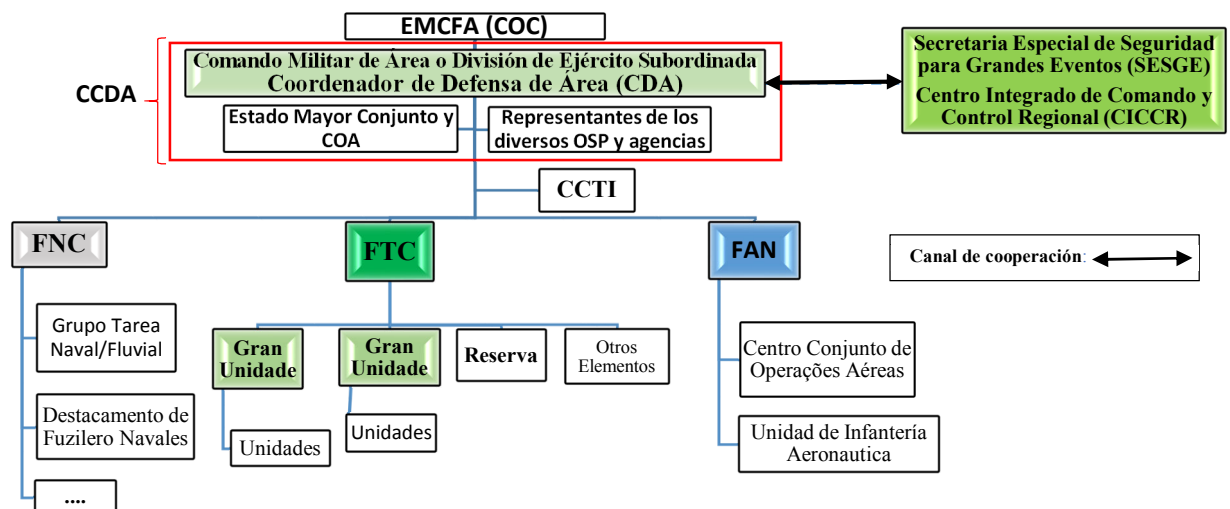 EMCFA (COC)
CCDA
Comando Militar de Área o División de Ejército Subordinada
Coordenador de Defensa de Área (CDA)
Secretaria Especial de Seguridad
para Grandes Eventos (SESGE)
Centro Integrado de Comando y
Control Regional (CICCR)
Estado Mayor Conjunto y
COA
Representantes de los
diversos OSP y agencias
CCTI
FNC
FTC
FAN
Canal de cooperación:
Grupo Tarea
Naval/Fluvial
Destacamento de
Fuzilero Navales
....
Gran
Unidade
Unidades
Gran
Unidade
Unidades
Reserva
Otros
Elementos
Centro Conjunto de
Operações Aéreas
Unidad de Infantería
Aeronautica